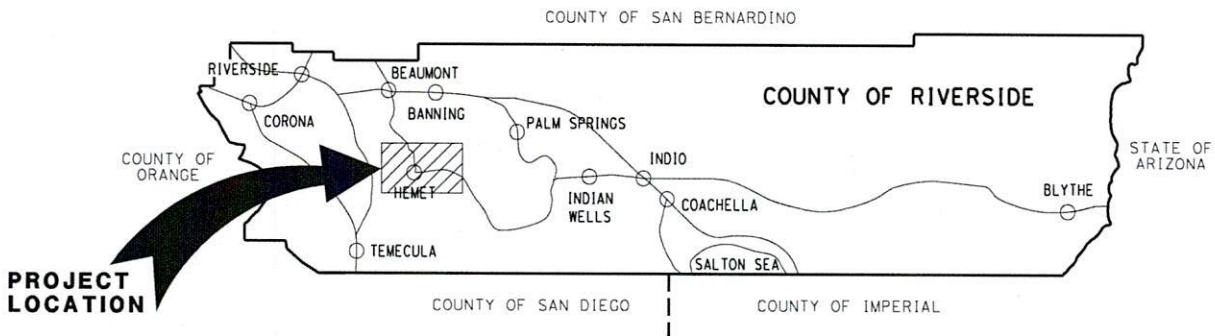 COUNTY OF SAN BERNARDINO
RIVERSIDE
BEAUMONT
COUNTY OF RIVERSIDE
CORONA
BANNING
PALM SPRINGS
COUNTY OF
ORANGE
STATE OF
ARIZONA
HEMET
INDIO
INDIAN
WELLS
COACHELLA
BLYTHE
TEMECULA
SALTON SEA
PROJECT
LOCATION
COUNTY OF SAN DIEGO
COUNTY OF IMPERIAL